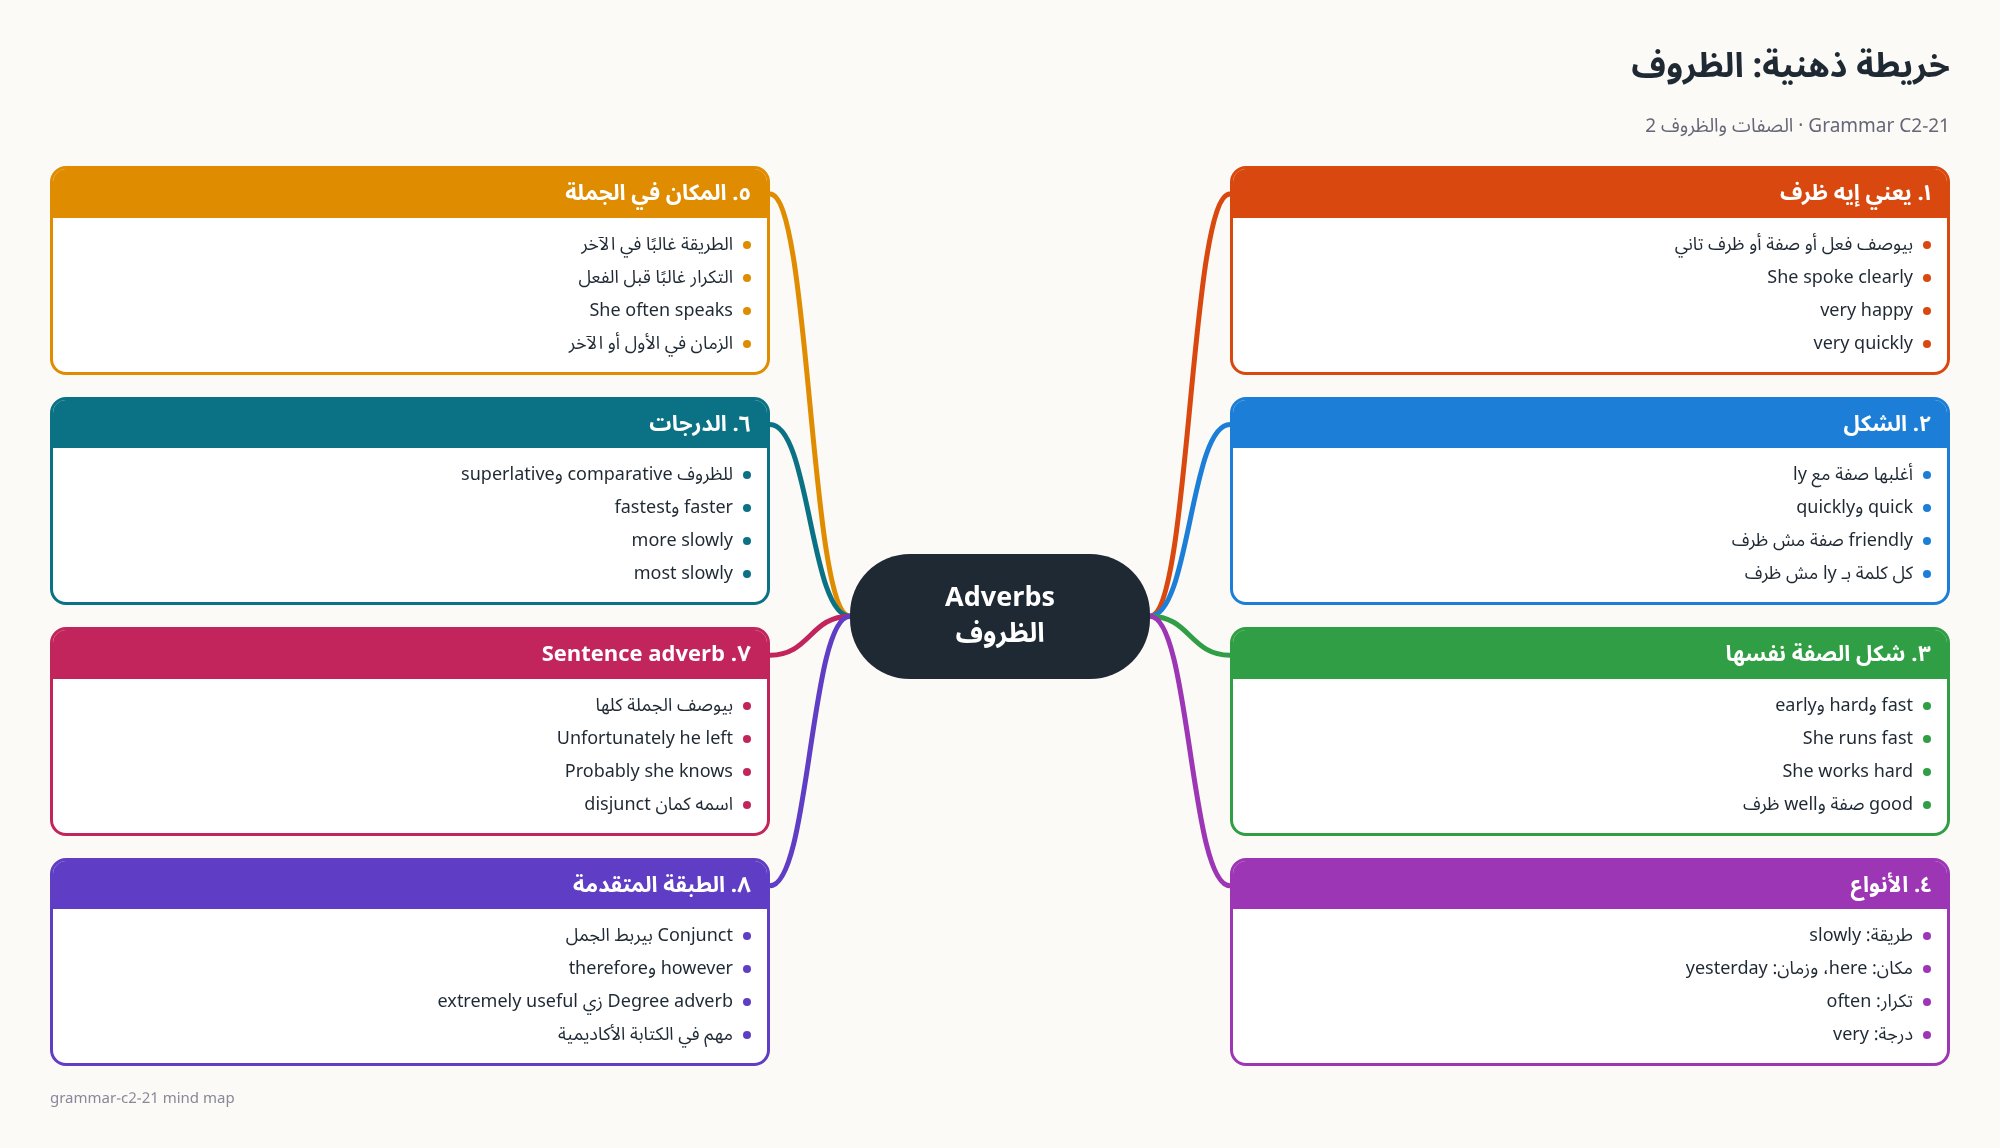 خريطة ذهنية: الظروف
Grammar C2-21 · الصفات والظروف 2
١. يعني إيه ظرف
بيوصف فعل أو صفة أو ظرف تاني
She spoke clearly
very happy
very quickly
٢. الشكل
أغلبها صفة مع ly
quick وquickly
friendly صفة مش ظرف
كل كلمة بـ ly مش ظرف
٣. شكل الصفة نفسها
fast وhard وearly
She runs fast
She works hard
good صفة وwell ظرف
٤. الأنواع
طريقة: slowly
مكان: here، وزمان: yesterday
تكرار: often
درجة: very
Adverbs
الظروف
٥. المكان في الجملة
الطريقة غالبًا في الآخر
التكرار غالبًا قبل الفعل
She often speaks
الزمان في الأول أو الآخر
٦. الدرجات
للظروف comparative وsuperlative
faster وfastest
more slowly
most slowly
٧. Sentence adverb
بيوصف الجملة كلها
Unfortunately he left
Probably she knows
اسمه كمان disjunct
٨. الطبقة المتقدمة
Conjunct بيربط الجمل
however وtherefore
Degree adverb زي extremely useful
مهم في الكتابة الأكاديمية
grammar-c2-21 mind map